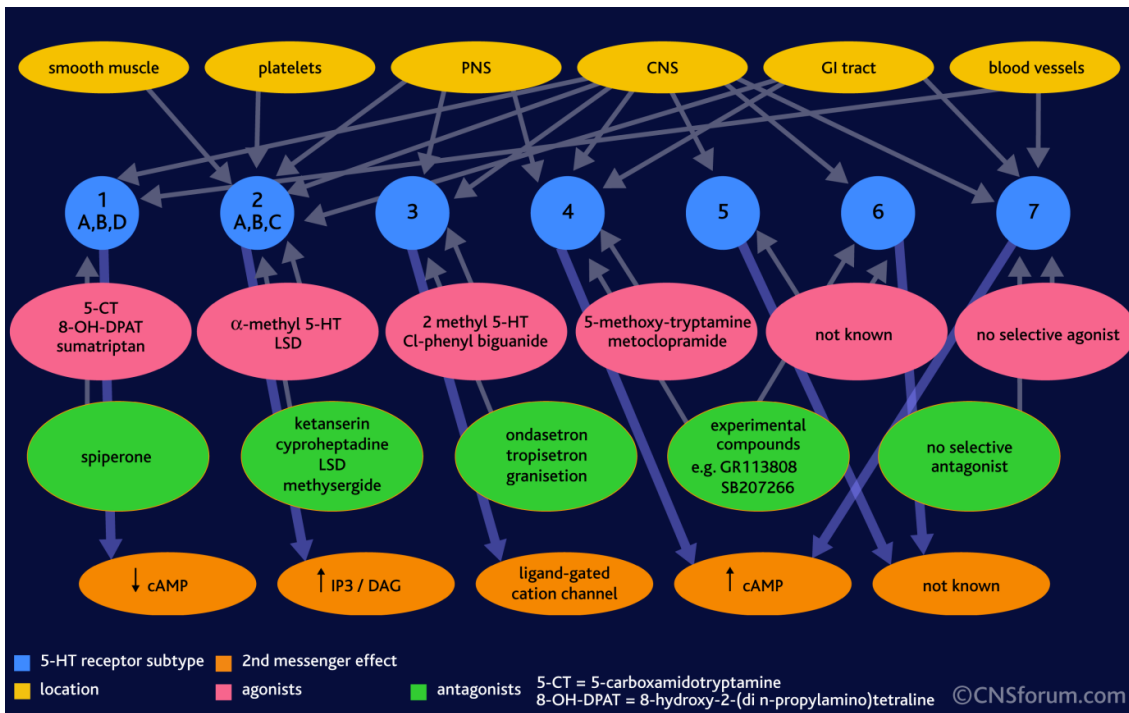 smooth muscle
platelets
PNS
CNS
GI tract
blood vessels
1
A,B,D
2
A,B,C
3
4
5
6
7
5-CT
8-OH-DPAT
sumatriptan
α-methyl 5-HT
LSD
2 methyl 5-HT
Cl-phenyl biguanide
5-methoxy-tryptamine
metoclopramide
not known
no selective agonist
spiperone
ketanserin
cyproheptadine
LSD
methysergide
ondasetron
tropisetron
granisetion
experimental
compounds
e.g. GR113808
SB207266
no selective
antagonist
↓ cAMP
↑ IP3 / DAG
ligand-gated
cation channel
↑ cAMP
not known
5-HT receptor subtype
2nd messenger effect
location
agonists
antagonists
5-CT = 5-carboxamidotryptamine
8-OH-DPAT = 8-hydroxy-2-(di n-propylamino)tetraline
©CNSforum.com